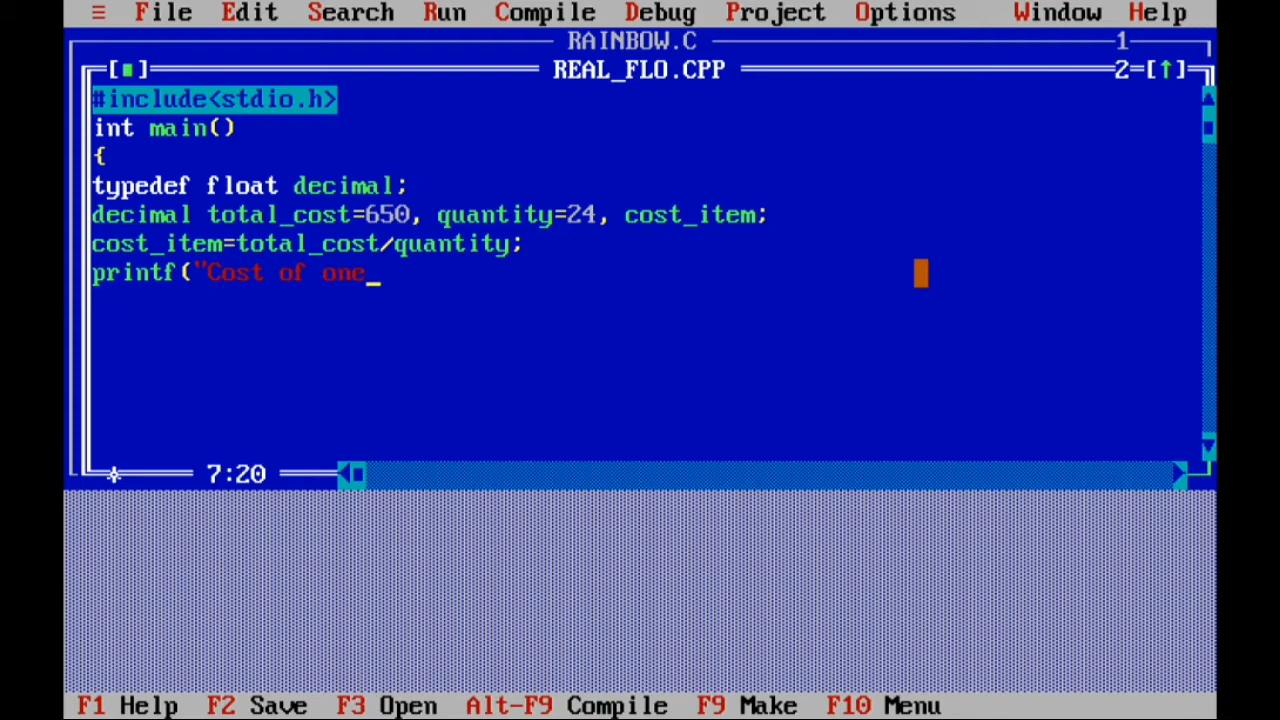 ≡ File Edit Search Run Compile Debug Project Options Window Help
RAINBOW.C 1
[■] REAL_FLO.CPP 2=[↑]
#include<stdio.h>
int main()
{
typedef float decimal;
decimal total_cost=650, quantity=24, cost_item;
cost_item=total_cost/quantity;
printf("Cost of one_
7:20
F1 Help F2 Save F3 Open Alt-F9 Compile F9 Make F10 Menu